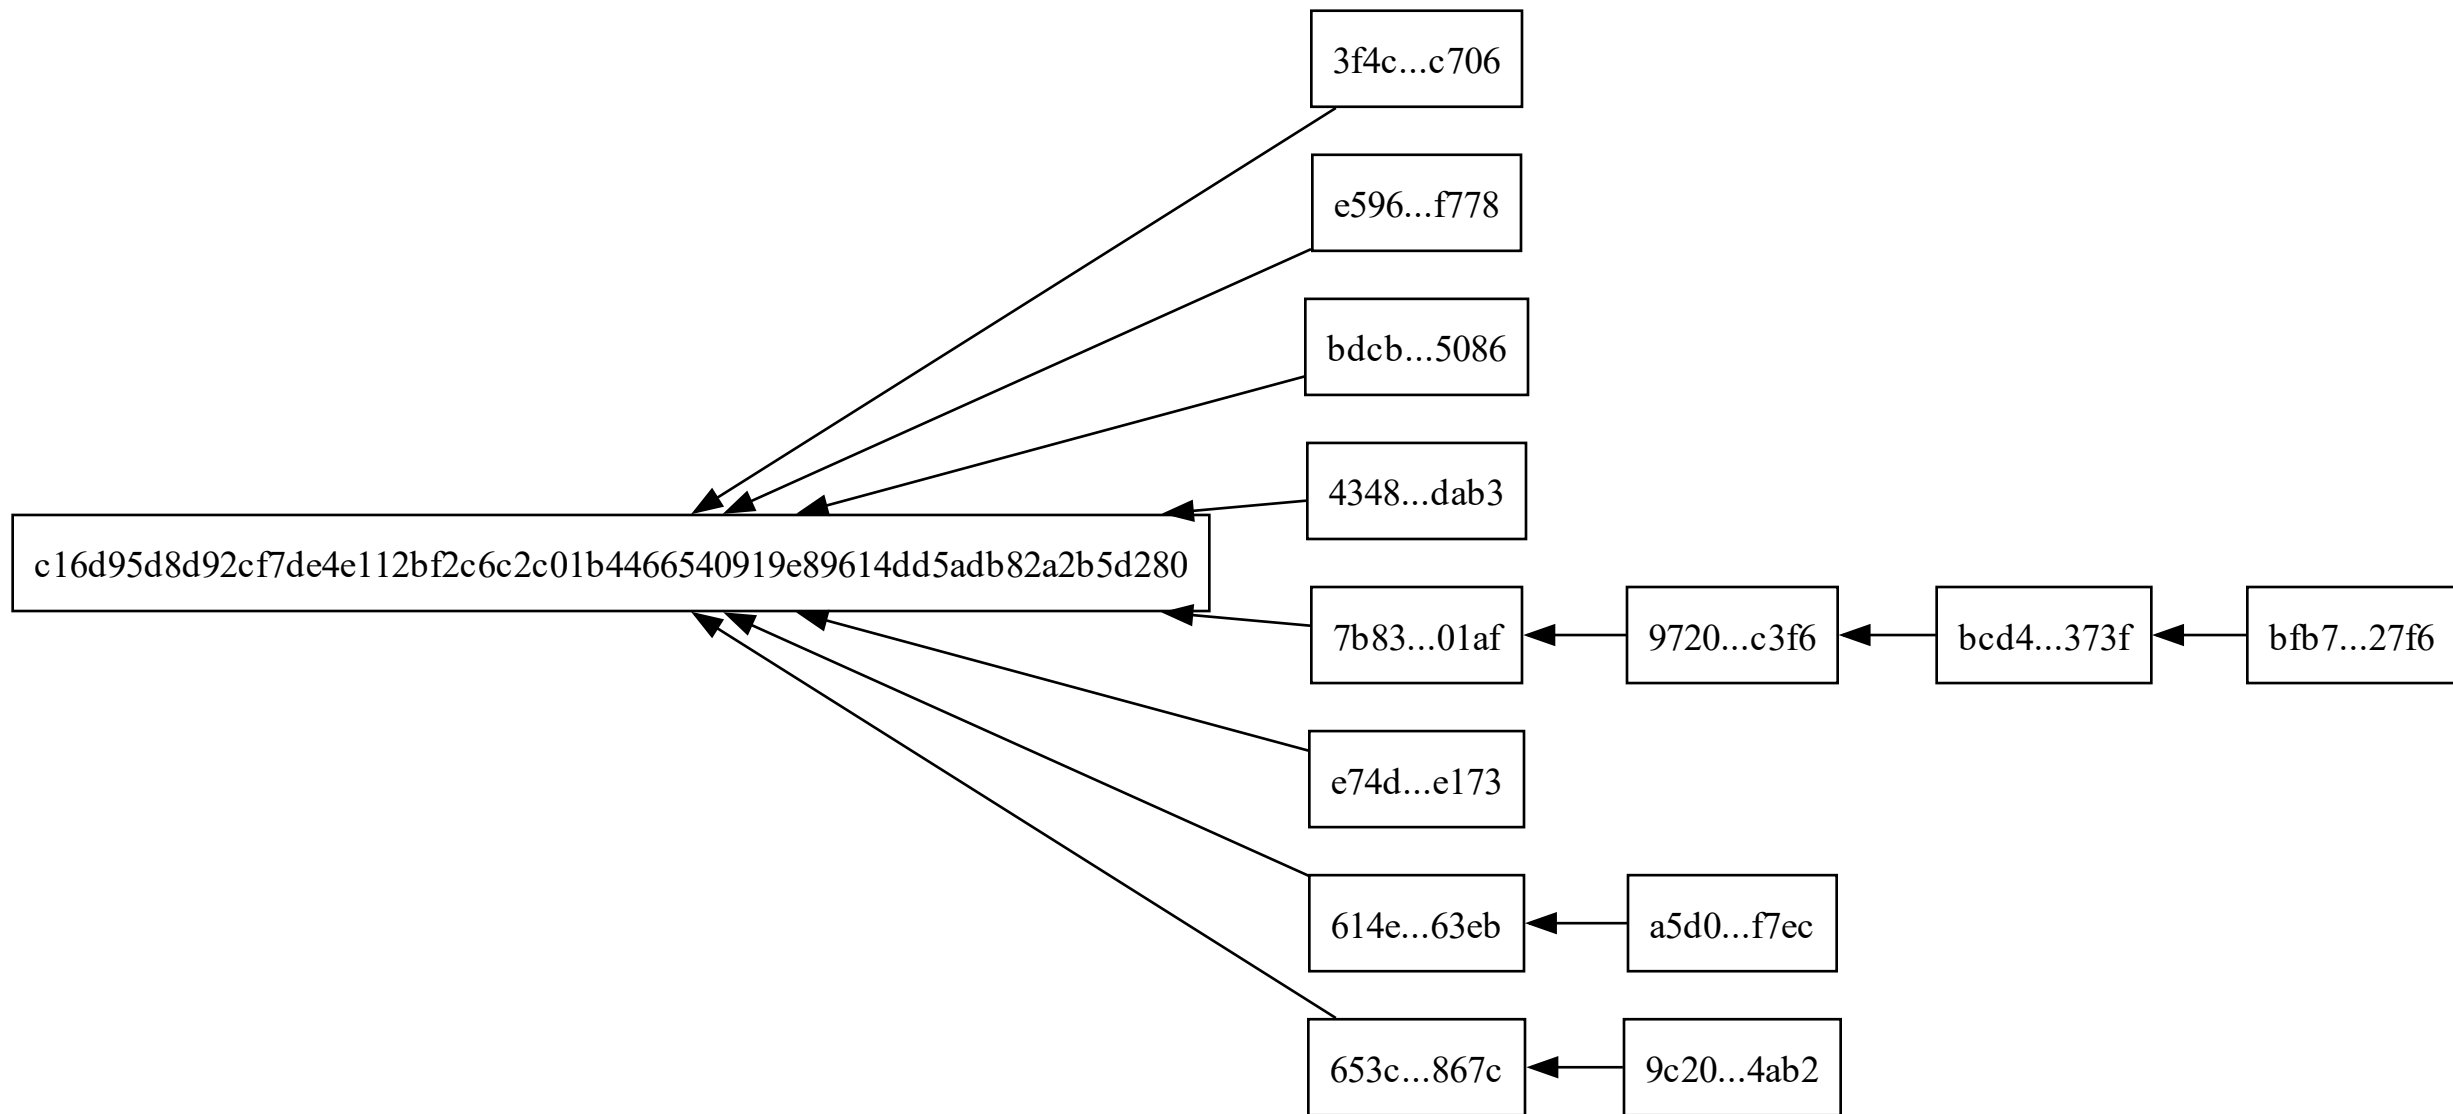 3f4c...c706
e596...f778
bdcb...5086
4348...dab3
c16d95d8d92cf7de4e112bf2c6c2c01b4466540919e89614dd5adb82a2b5d280
7b83...01af
9720...c3f6
bcd4...373f
bfb7...27f6
e74d...e173
614e...63eb
a5d0...f7ec
653c...867c
9c20...4ab2